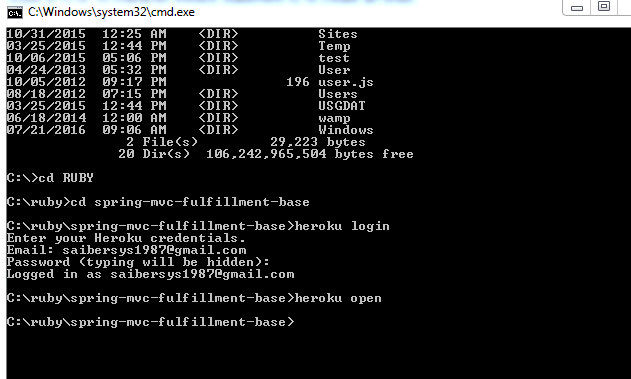 C:\Windows\system32\cmd.exe
10/31/2015  12:25 AM    <DIR>          Sites
03/25/2015  12:44 PM    <DIR>          Temp
10/06/2015  05:06 PM    <DIR>          test
04/24/2013  05:32 PM    <DIR>          User
10/05/2012  09:17 PM               196 user.js
08/18/2012  07:15 PM    <DIR>          Users
03/25/2015  12:44 PM    <DIR>          USGDAT
06/18/2014  12:00 AM    <DIR>          wamp
07/21/2016  09:06 AM    <DIR>          Windows
2 File(s)         29,223 bytes
20 Dir(s)  106,242,965,504 bytes free
C:\>cd RUBY
C:\ruby>cd spring-mvc-fulfillment-base
C:\ruby\spring-mvc-fulfillment-base>heroku login
Enter your Heroku credentials.
Email: saibersys1987@gmail.com
Password (typing will be hidden):
Logged in as saibersys1987@gmail.com
C:\ruby\spring-mvc-fulfillment-base>heroku open
C:\ruby\spring-mvc-fulfillment-base>